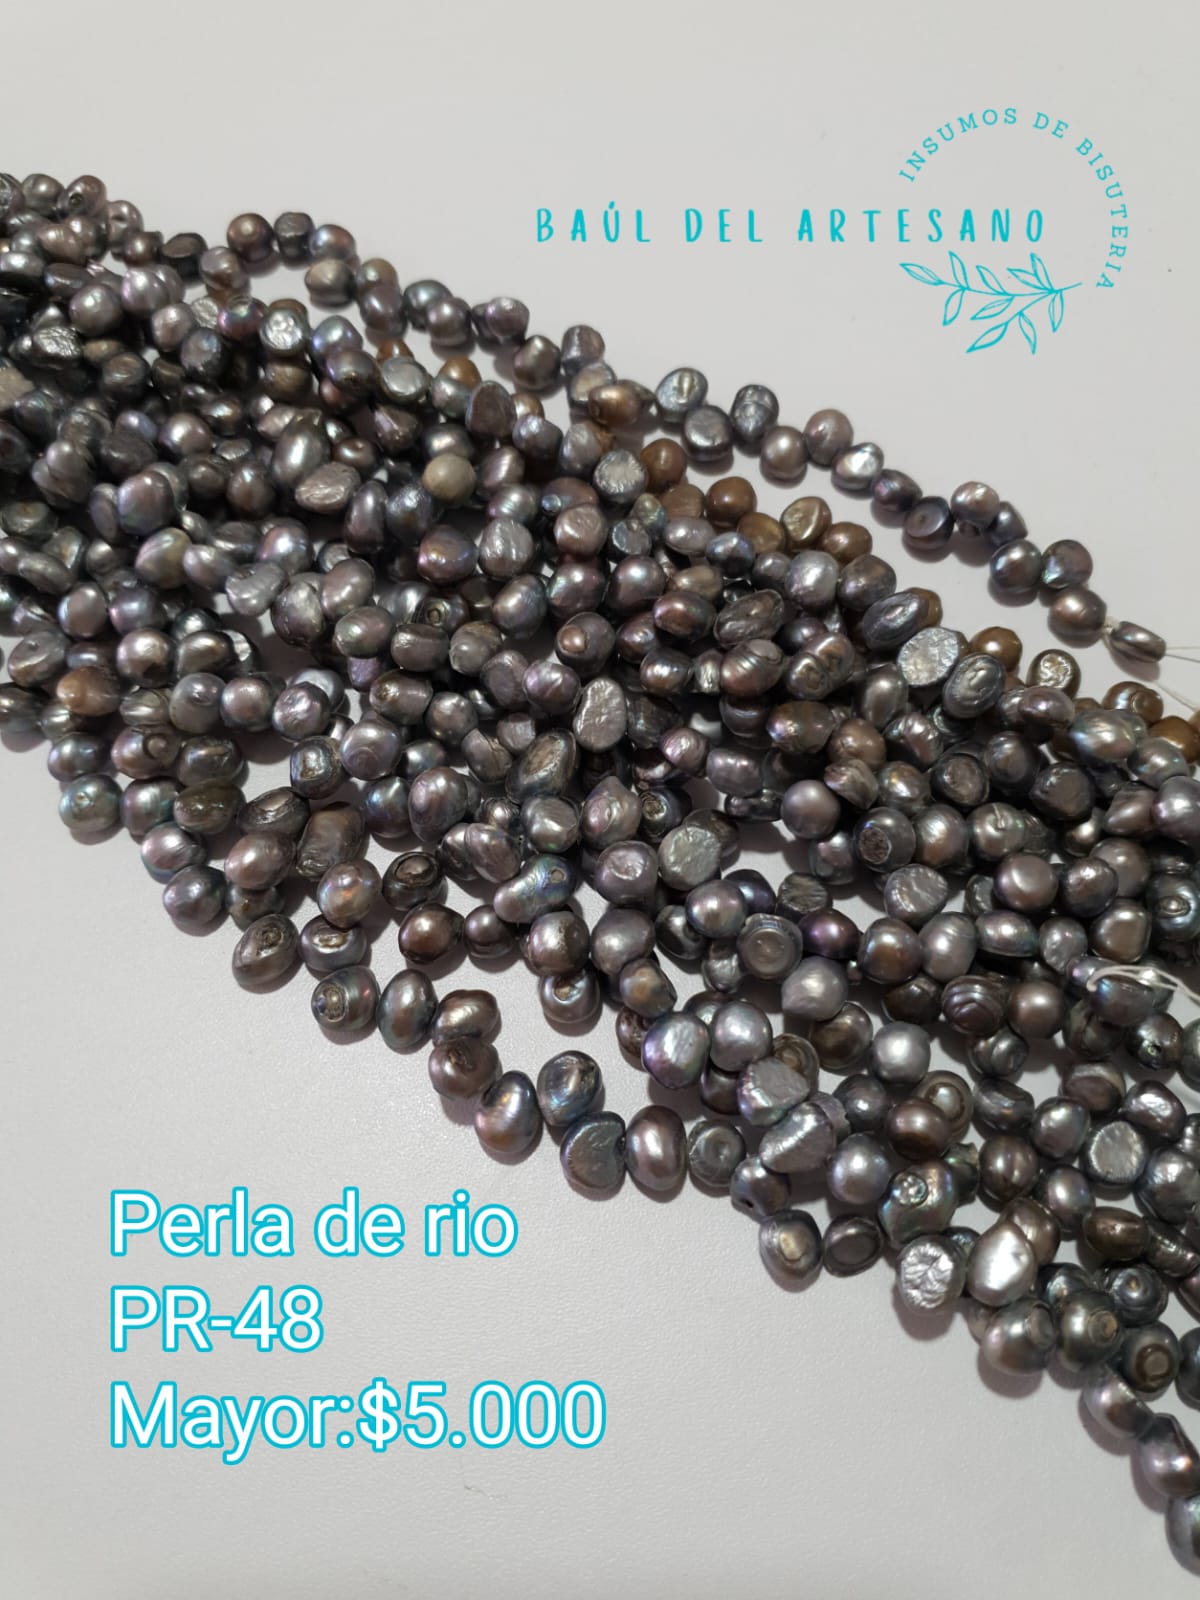 INSUMOS DE BISUTERIA
BAÚL DEL ARTESANO
Perla de rio
PR-48
Mayor:$5.000